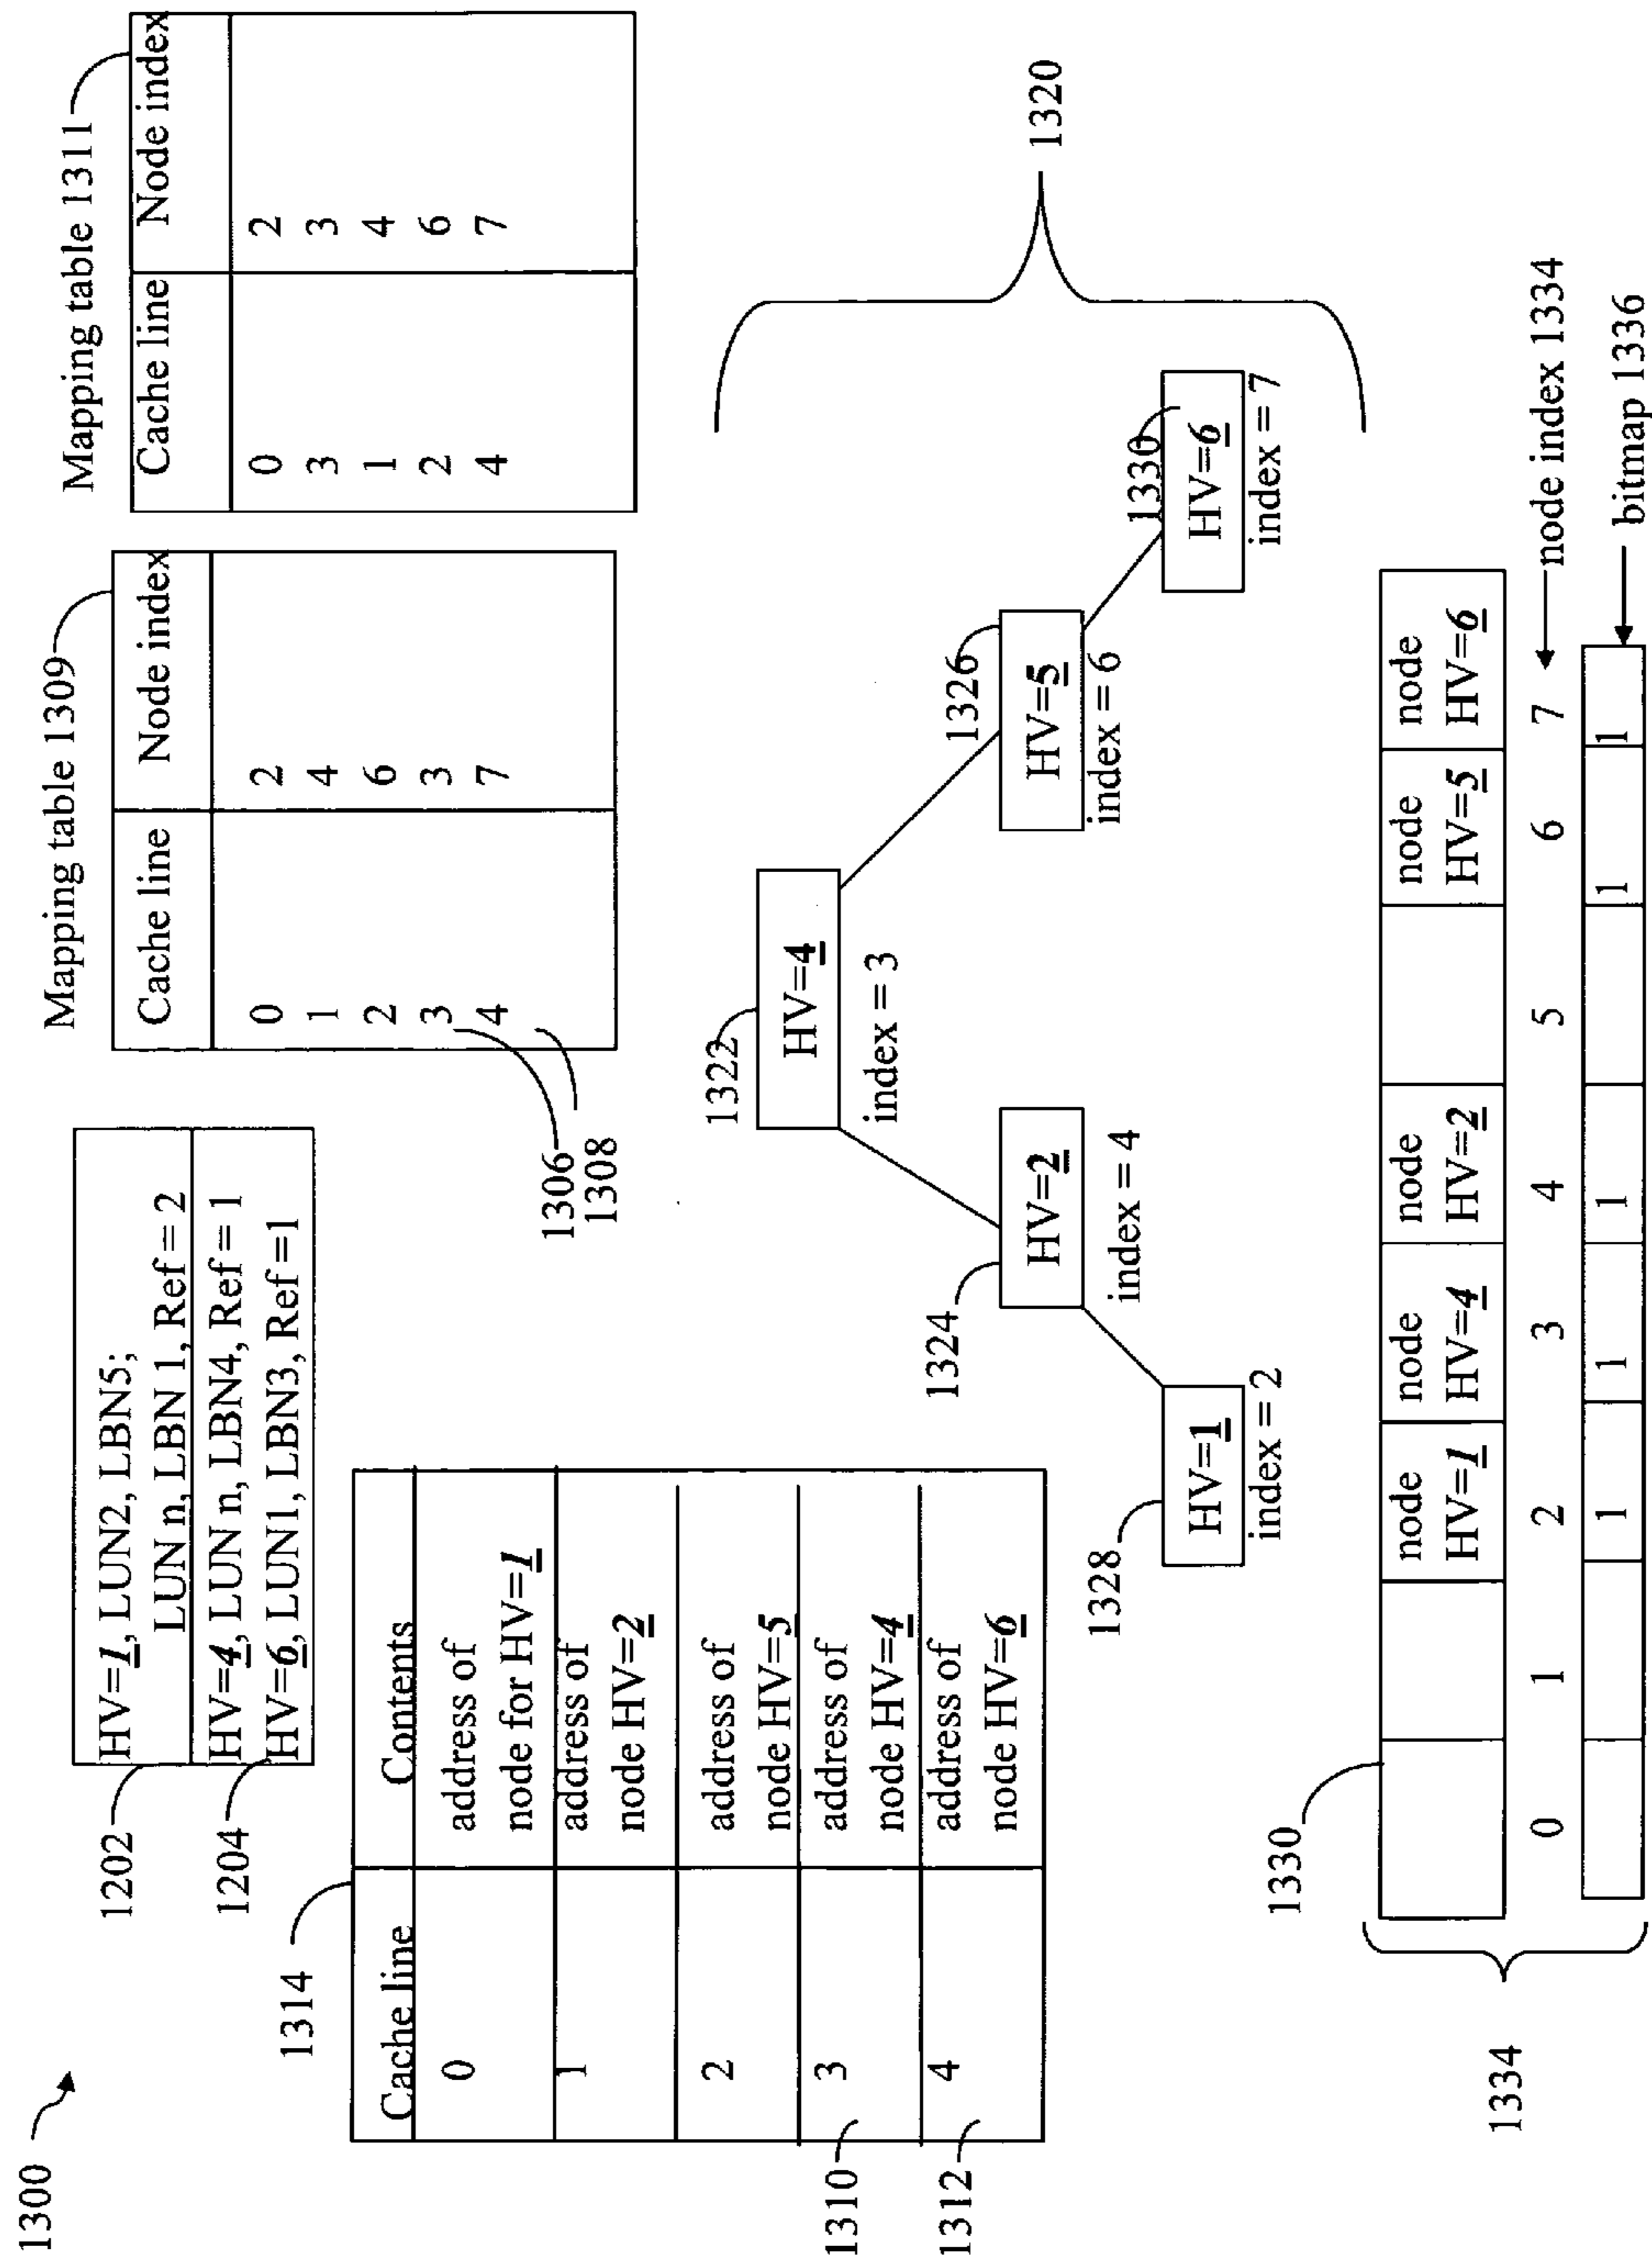 1300
1202
HV=1, LUN2, LBN5;
LUN n, LBN 1, Ref = 2
HV=4, LUN n, LBN4, Ref = 1
1204
HV=6, LUN1, LBN3, Ref =1
Mapping table 1309
Cache line Node index
0 2
1 4
2 6
3 3
4 7
1306
1308
Mapping table 1311
Cache line Node index
0 2
3 3
1 4
2 6
4 7
1314
Cache line Contents
0 address of
node for HV=1
1 address of
node HV=2
2 address of
node HV=5
3 address of
node HV=4
4 address of
node HV=6
1310
1312
1320
1322
HV=4
index = 3
1324
HV=2
index = 4
1326
HV=5
index = 6
1328
HV=1
index = 2
1330
HV=6
index = 7
1330
node
HV=1
node
HV=4
node
HV=2
node
HV=5
node
HV=6
0 1 2 3 4 5 6 7
node index 1334
1 1 1 1 1
bitmap 1336
1334